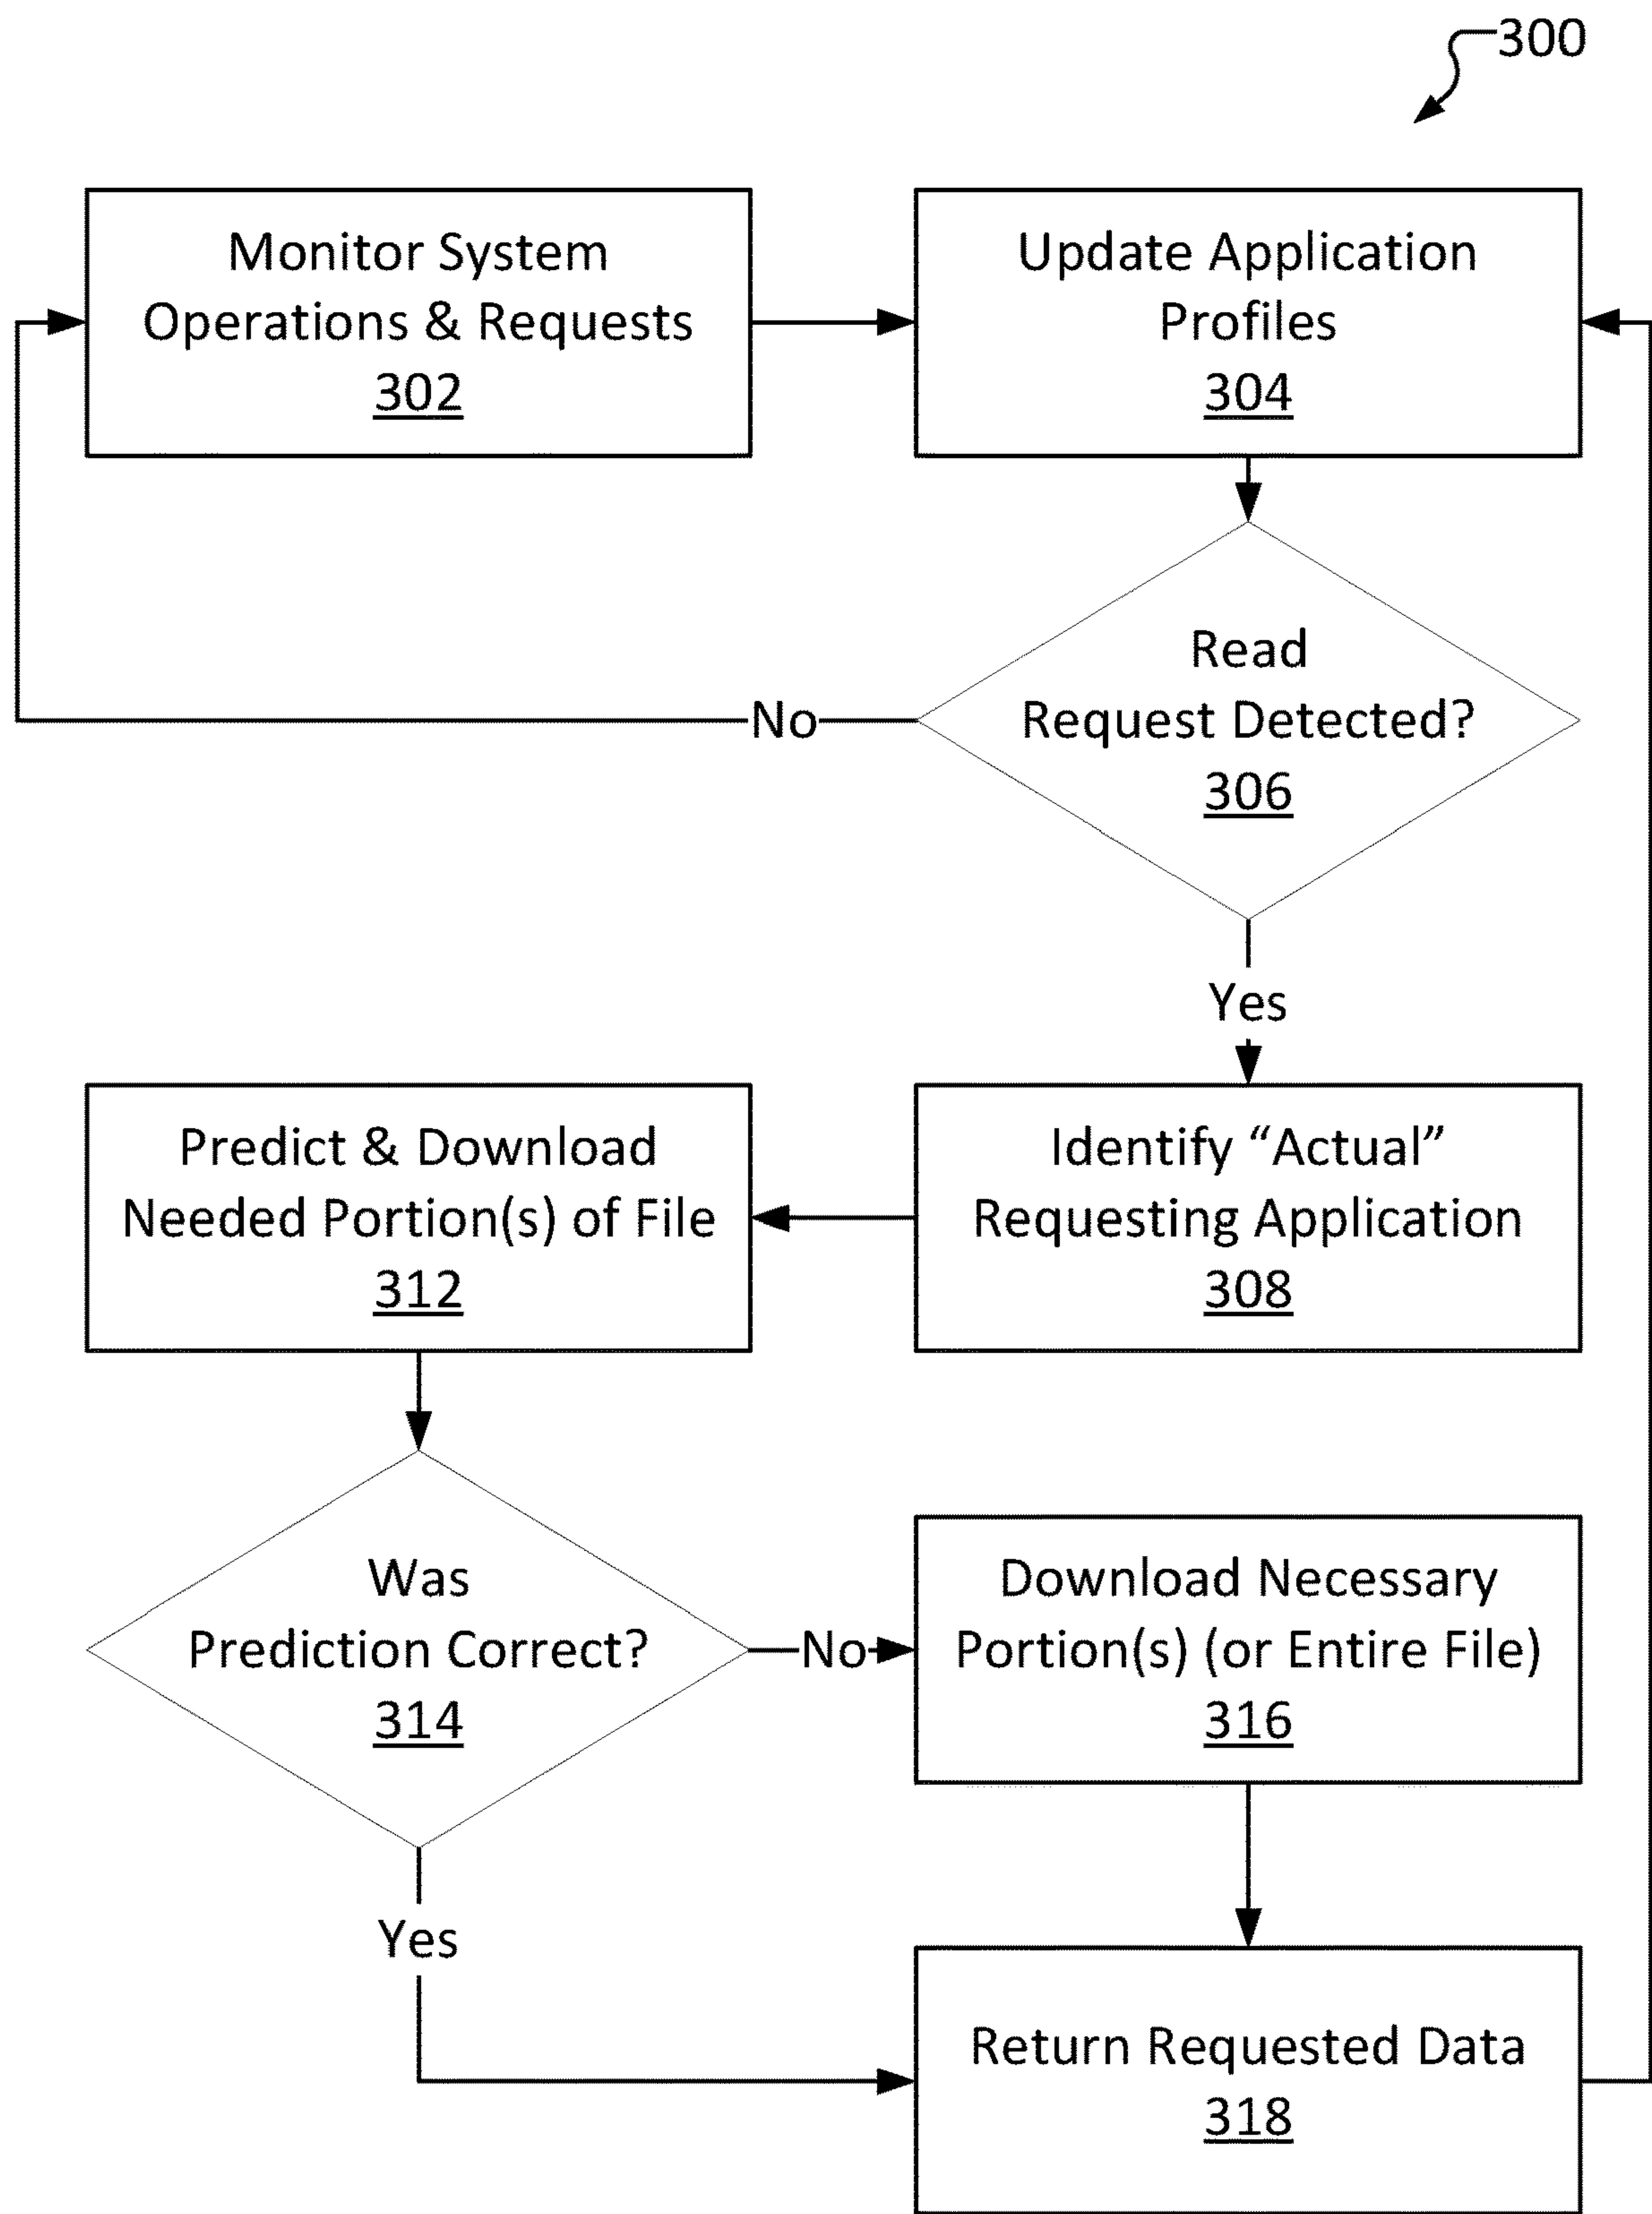 300
Monitor System
Operations & Requests
302
Update Application
Profiles
304
Read
Request Detected?
306
No
Yes
Identify “Actual”
Requesting Application
308
Predict & Download
Needed Portion(s) of File
312
Was
Prediction Correct?
314
No
Download Necessary
Portion(s) (or Entire File)
316
Yes
Return Requested Data
318